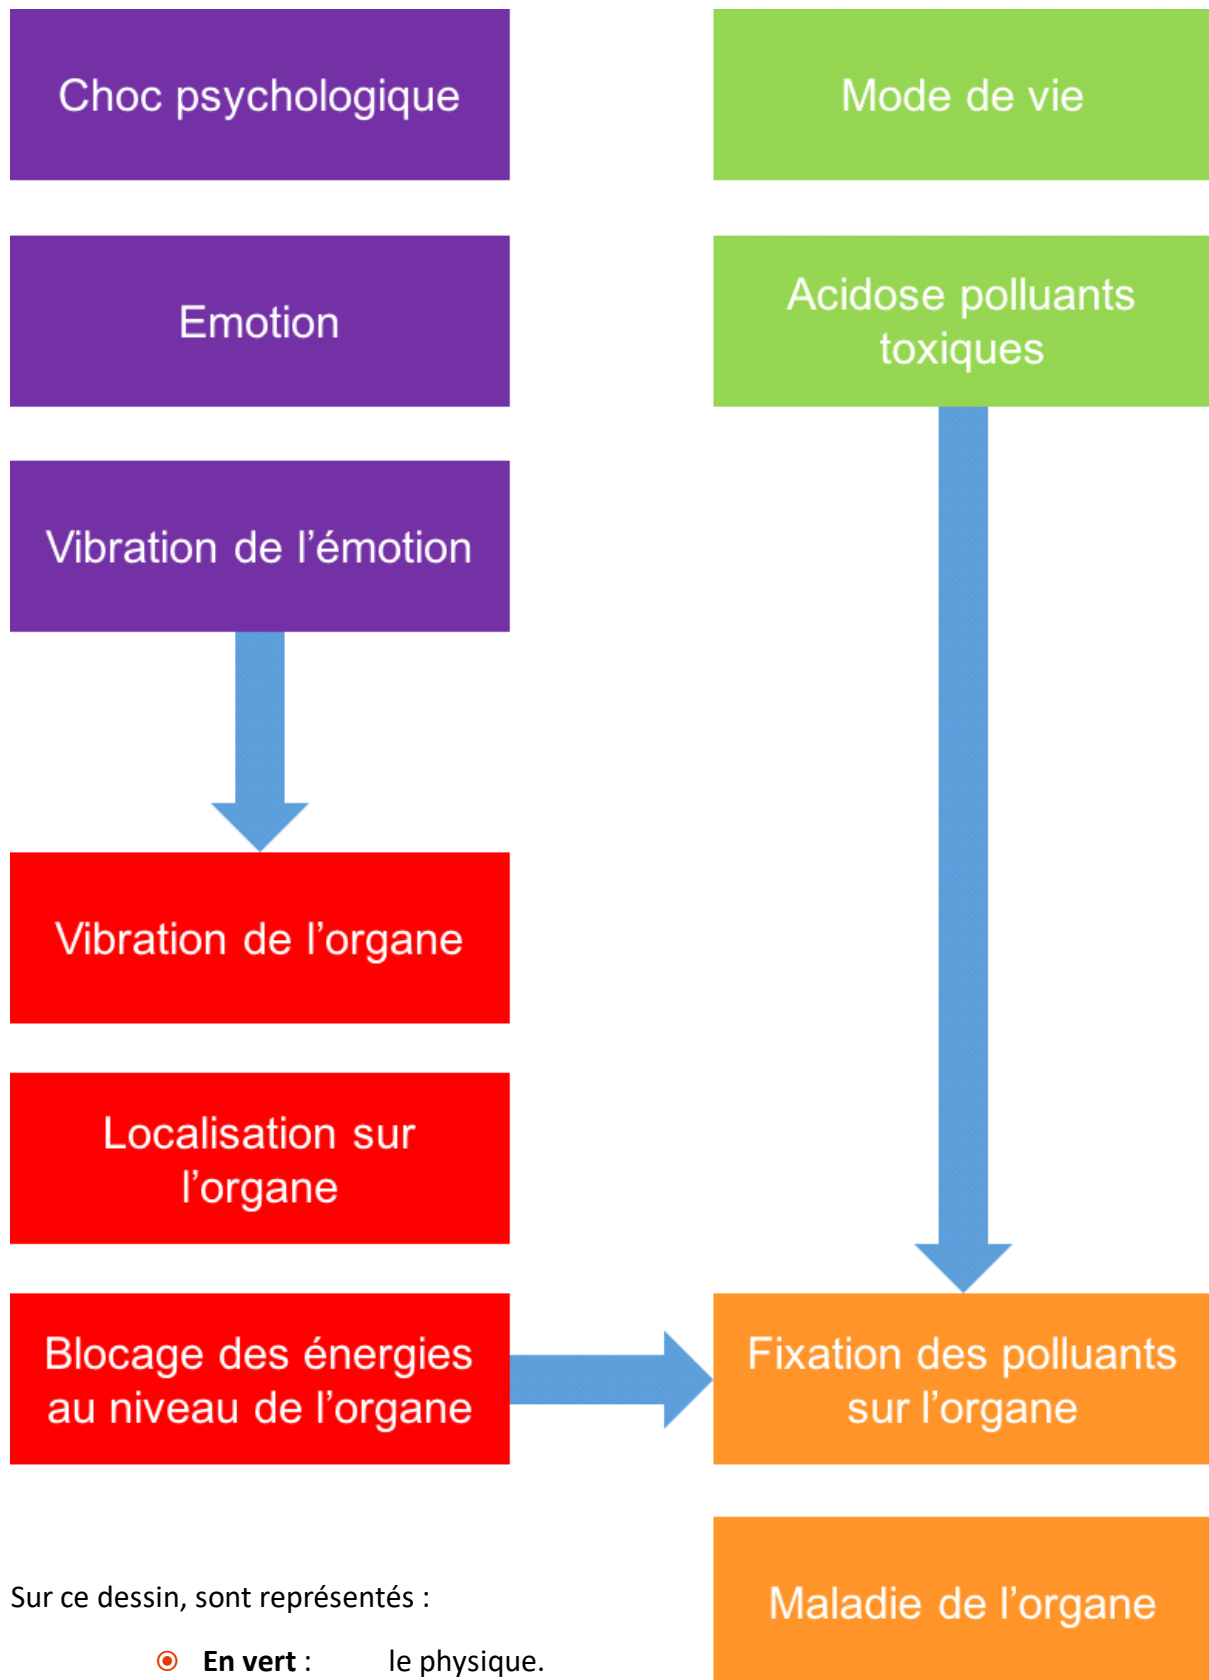 Choc psychologique
Mode de vie
Emotion
Acidose polluants
toxiques
Vibration de l’émotion
Vibration de l’organe
Localisation sur
l’organe
Blocage des énergies
au niveau de l’organe
Fixation des polluants
sur l’organe
Maladie de l’organe
Sur ce dessin, sont représentés :
En vert : le physique.